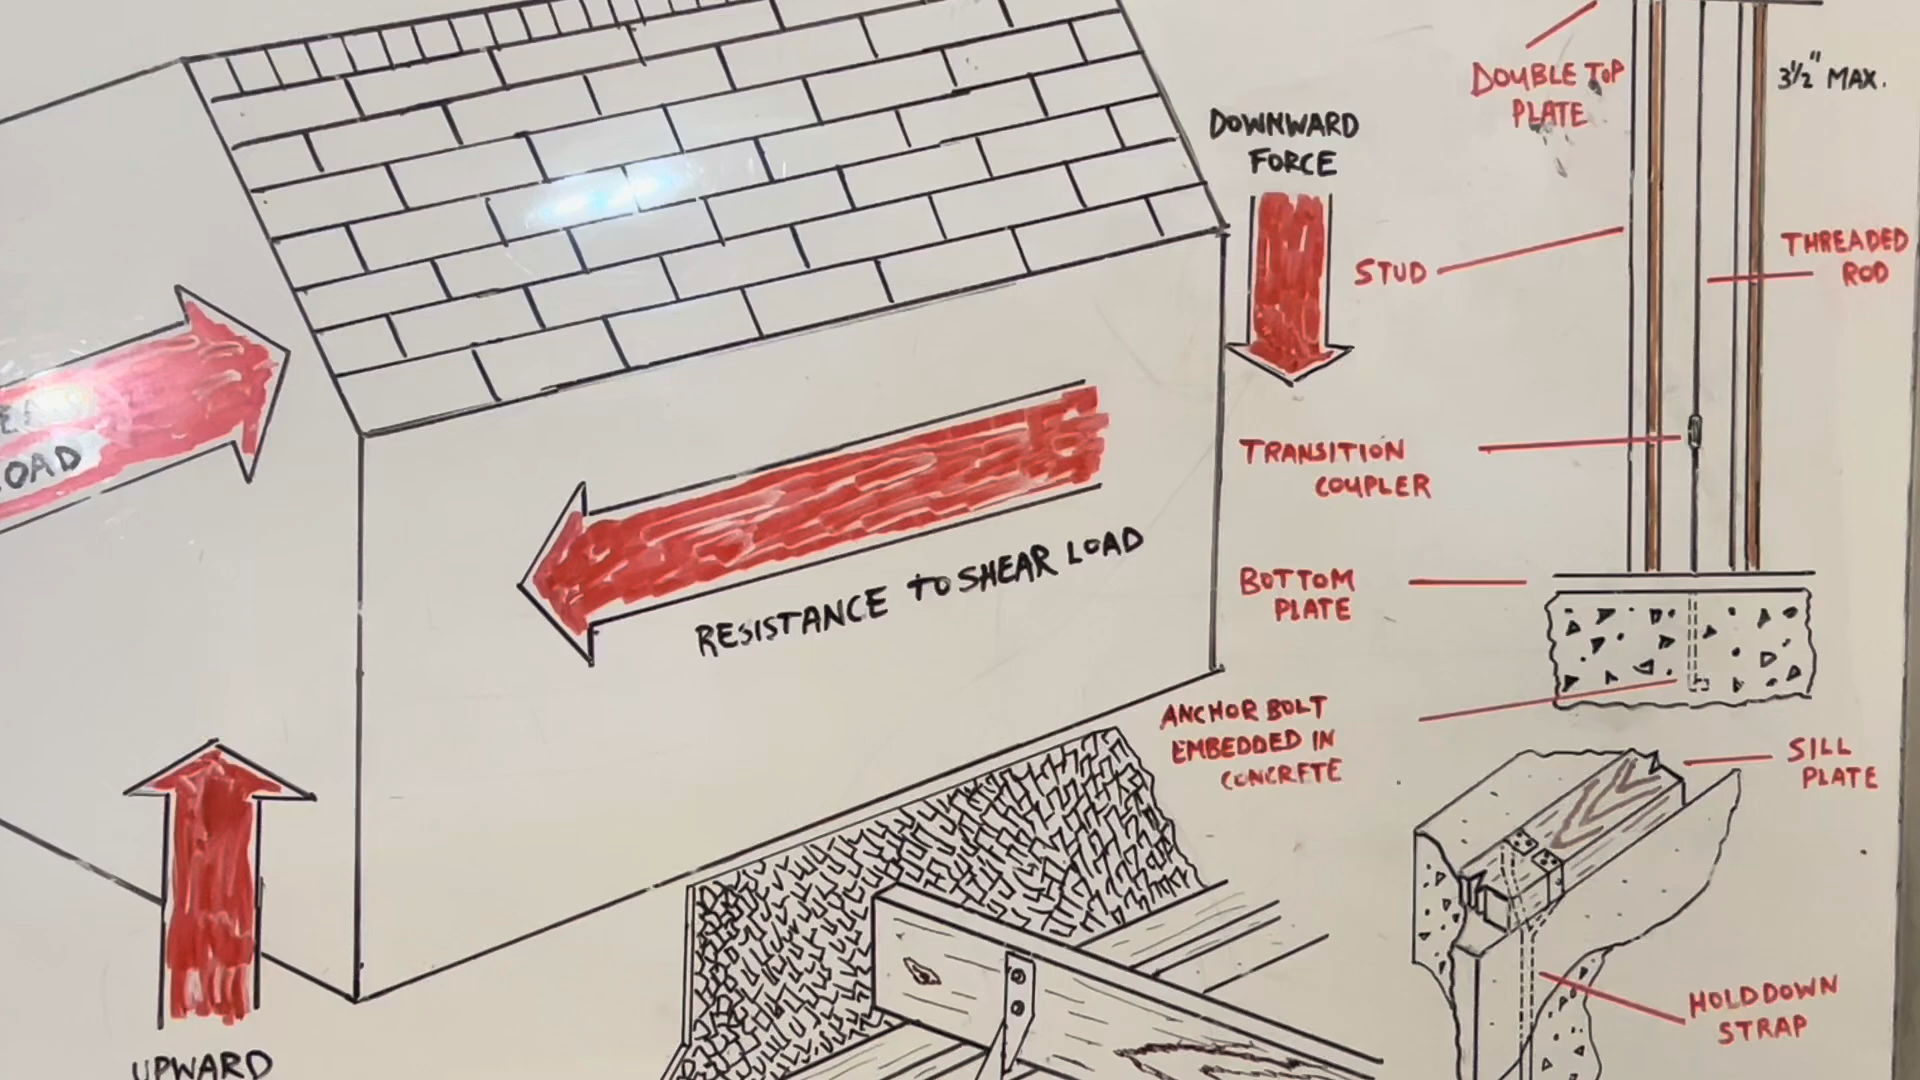 DOWNWARD
FORCE
DOUBLE TOP
PLATE
3½" MAX.
STUD
THREADED
ROD
LOAD
TRANSITION
COUPLER
RESISTANCE TO SHEAR LOAD
BOTTOM
PLATE
ANCHOR BOLT
EMBEDDED IN
CONCRETE
SILL
PLATE
HOLDDOWN
STRAP
UPWARD